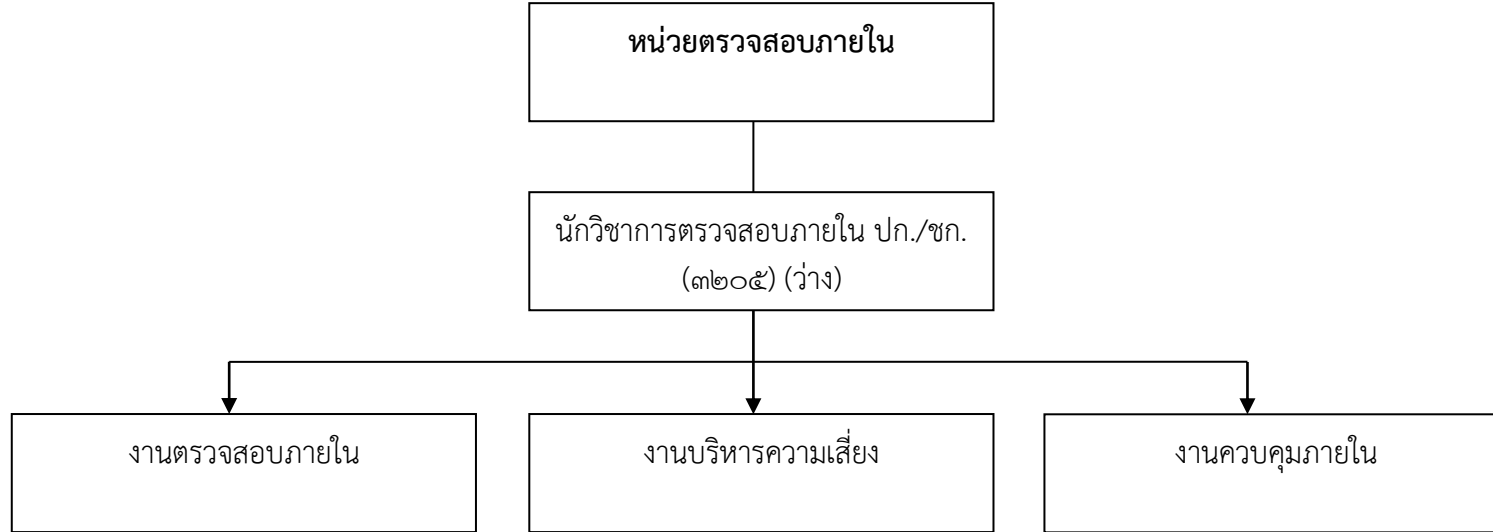 หน่วยตรวจสอบภายใน
นักวิชาการตรวจสอบภายใน ปก./ชก.
(๓๒๐๕) (ว่าง)
งานตรวจสอบภายใน
งานบริหารความเสี่ยง
งานควบคุมภายใน